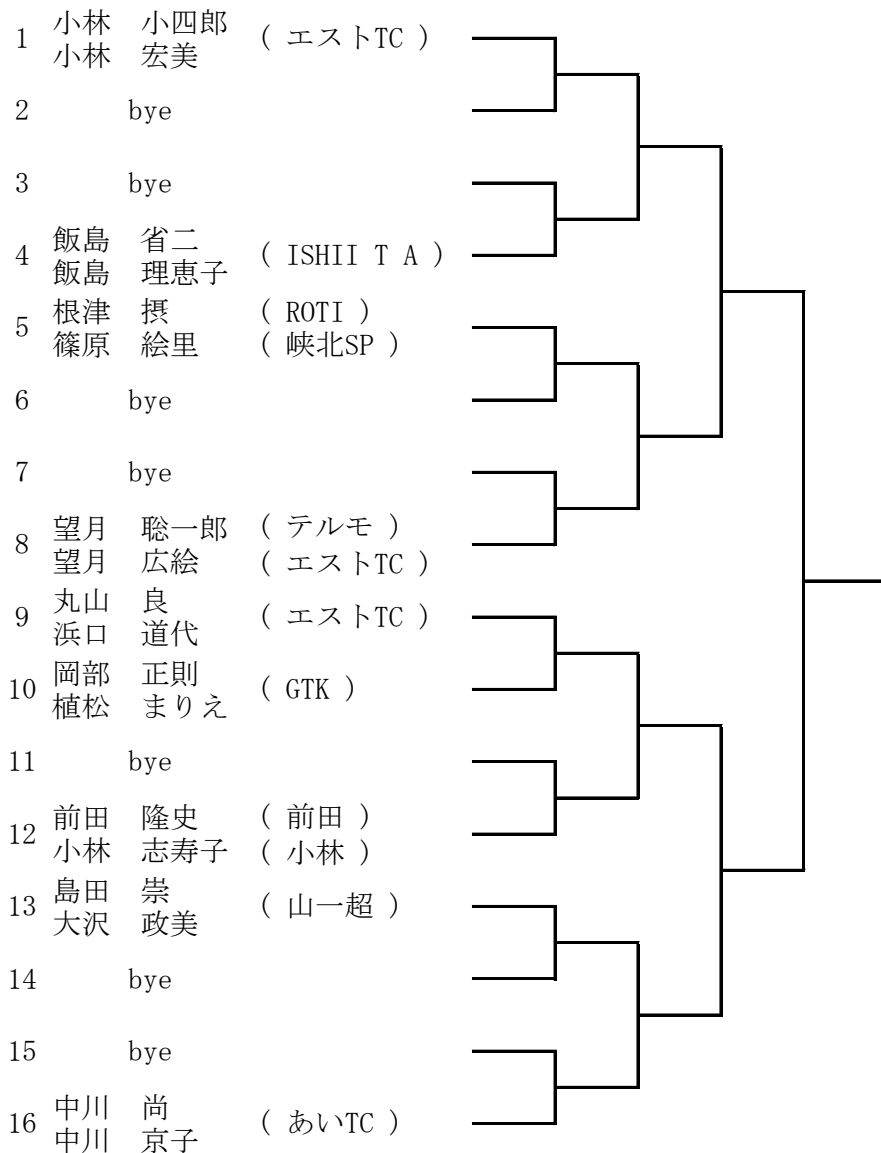 1 小林 小四郎 ( エストTC )
小林 宏美
2 bye
3 bye
4 飯島 省二 ( ISHII T A )
飯島 理恵子
5 根津 摂 ( ROTI )
篠原 絵里 ( 峡北SP )
6 bye
7 bye
8 望月 聡一郎 ( テルモ )
望月 広絵 ( エストTC )
9 丸山 良 ( エストTC )
浜口 道代
10 岡部 正則 ( GTK )
植松 まりえ
11 bye
12 前田 隆史 ( 前田 )
小林 志寿子 ( 小林 )
13 島田 崇 ( 山一超 )
大沢 政美
14 bye
15 bye
16 中川 尚 ( あいTC )
中川 京子